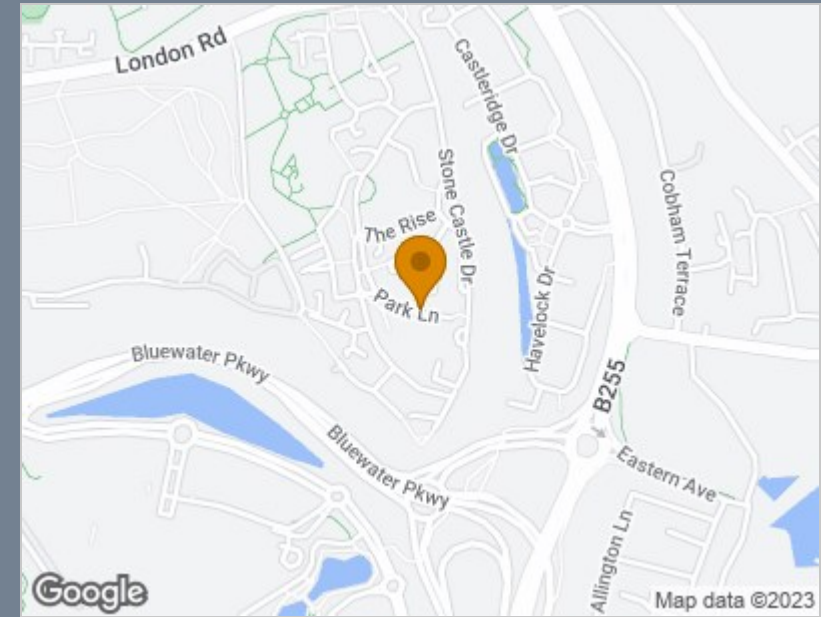 London Rd
Castleridge Dr
Stone Castle Dr
Cobham Terrace
The Rise
Park Ln
Havelock Dr
Bluewater Pkwy
B255
Bluewater Pkwy
Eastern Ave
Allington Ln
Google
Map data ©2023